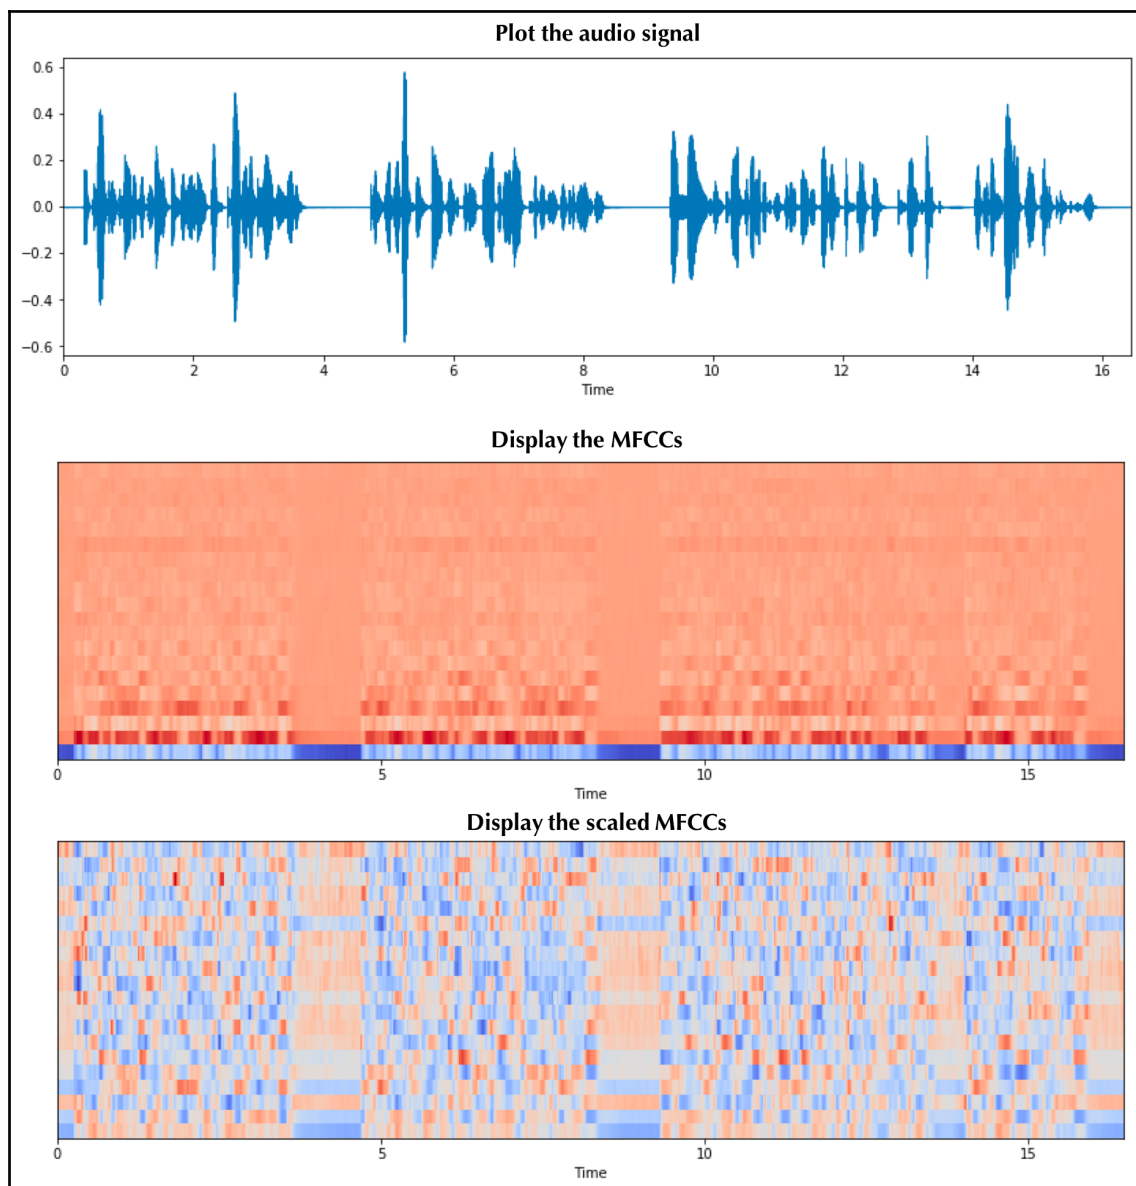 Plot the audio signal
0.6
0.4
0.2
0.0
−0.2
−0.4
−0.6
0 2 4 6 8 10 12 14 16
Time
Display the MFCCs
0 5 10 15
Time
Display the scaled MFCCs
0 5 10 15
Time